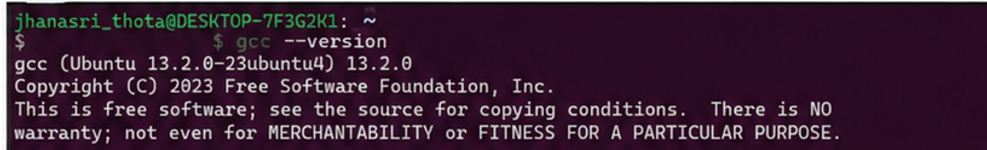 jhanasri_thota@DESKTOP-7F3G2K1: ~
$ $ gcc --version
gcc (Ubuntu 13.2.0-23ubuntu4) 13.2.0
Copyright (C) 2023 Free Software Foundation, Inc.
This is free software; see the source for copying conditions.  There is NO
warranty; not even for MERCHANTABILITY or FITNESS FOR A PARTICULAR PURPOSE.